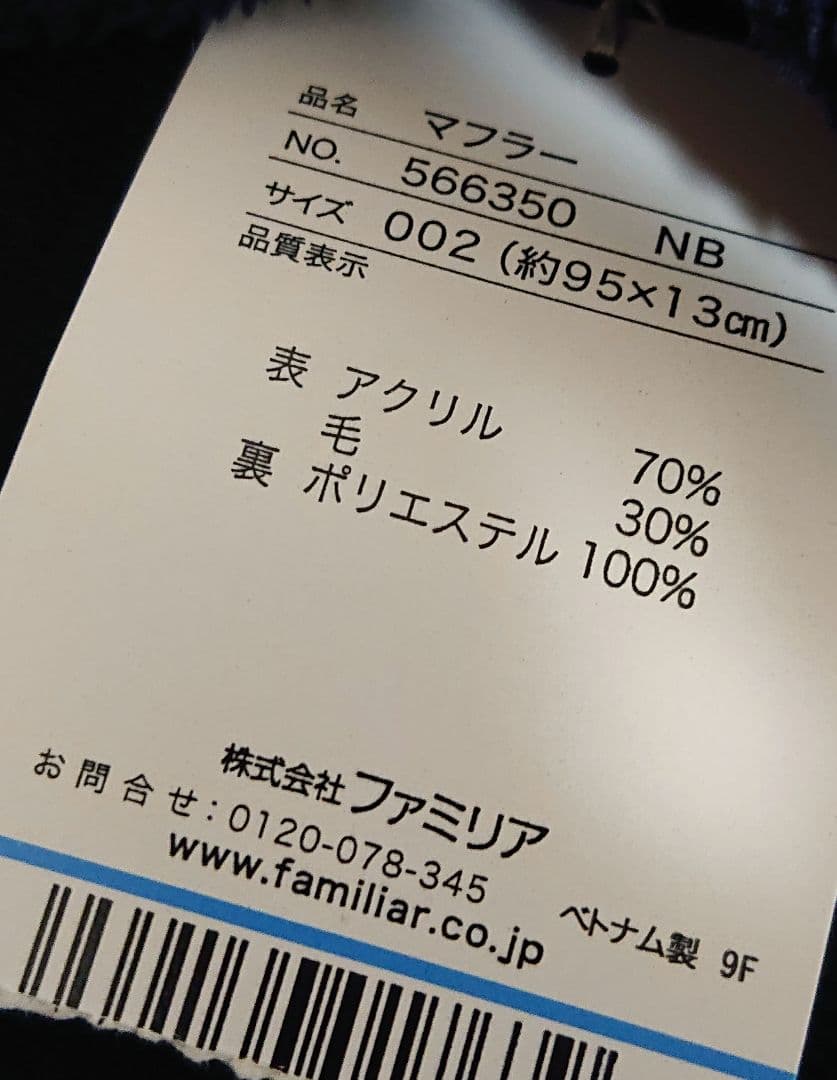 品名 マフラー
NO. 566350 NB
サイズ 002 (約95×13㎝)
品質表示
表 アクリル 70%
毛 30%
裏 ポリエステル 100%
株式会社ファミリア
お問合せ:0120-078-345
www.familiar.co.jp
ベトナム製 9F